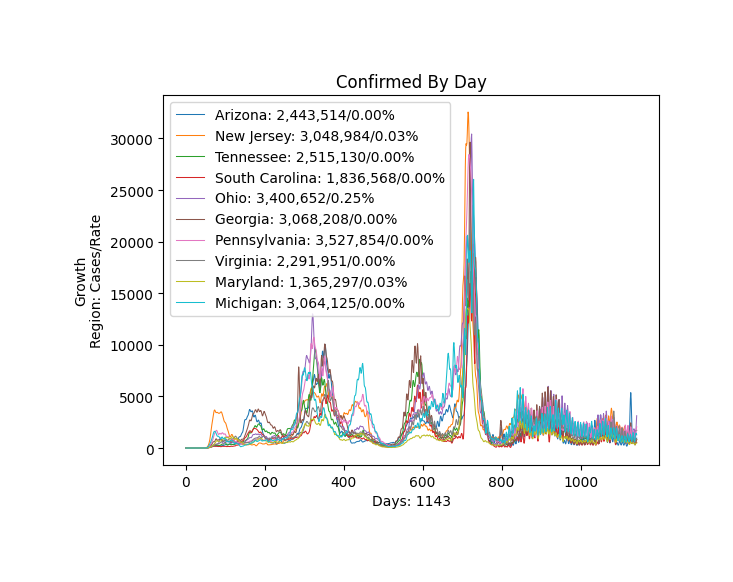 Confirmed By Day
Growth
Region: Cases/Rate
30000
25000
20000
15000
10000
5000
0
Arizona: 2,443,514/0.00%
New Jersey: 3,048,984/0.03%
Tennessee: 2,515,130/0.00%
South Carolina: 1,836,568/0.00%
Ohio: 3,400,652/0.25%
Georgia: 3,068,208/0.00%
Pennsylvania: 3,527,854/0.00%
Virginia: 2,291,951/0.00%
Maryland: 1,365,297/0.03%
Michigan: 3,064,125/0.00%
0 200 400 600 800 1000
Days: 1143